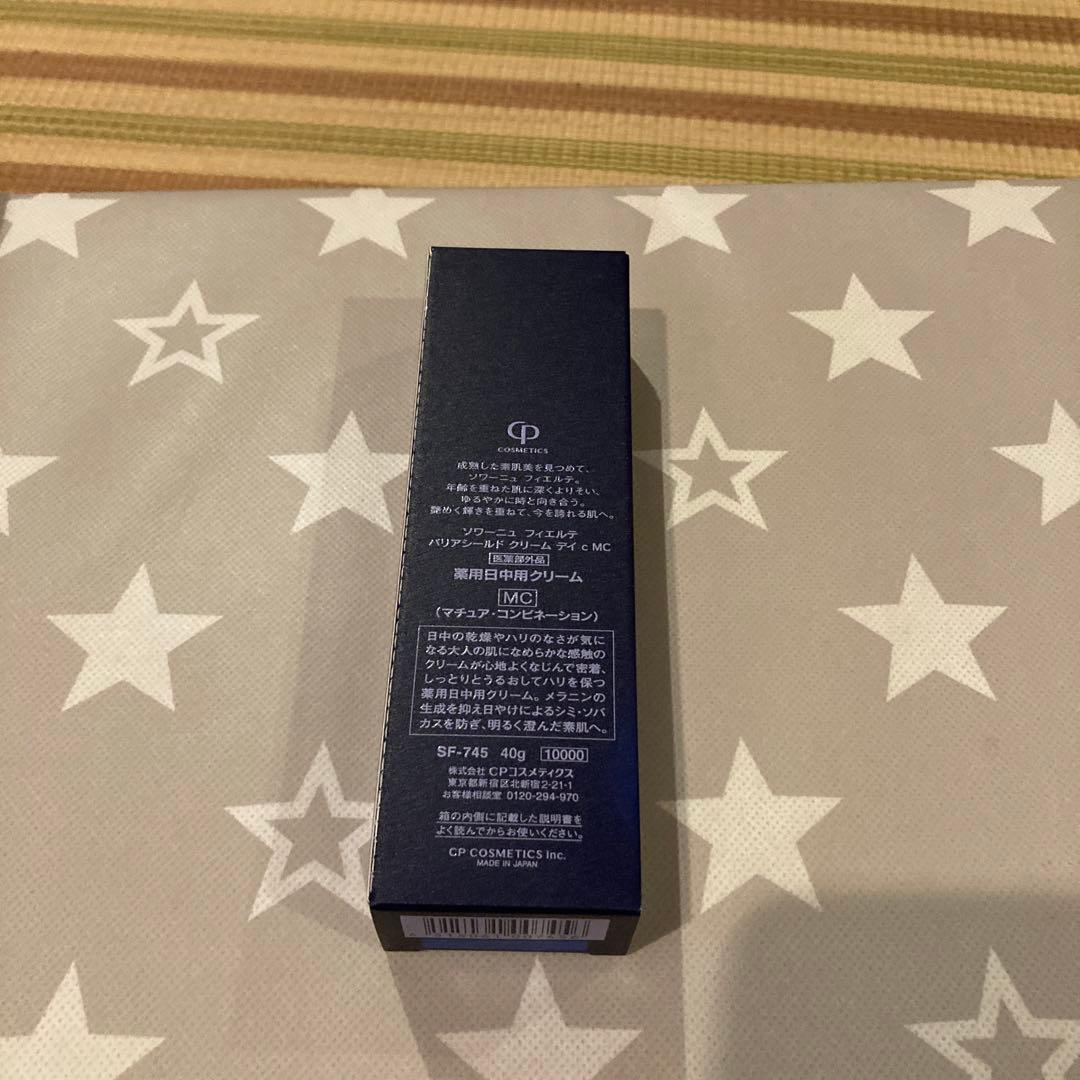 CP
COSMETICS
成熟した素肌美を見つめて、
ソワーニュ フィエルテ。
年齢を重ねた肌に深くよりそい、
ゆるやかに時と向き合う。
艶めく輝きを重ねて、今を誇れる肌へ。
ソワーニュ フィエルテ
バリアシールド クリーム デイ c MC
医薬部外品
薬用日中用クリーム
MC
(マチュア・コンビネーション)
日中の乾燥やハリのなさが気に
なる大人の肌になめらかな感触の
クリームが心地よくなじんで密着、
しっとりとうるおしてハリを保つ
薬用日中用クリーム。メラニンの
生成を抑え日やけによるシミ・ソバ
カスを防ぎ、明るく澄んだ素肌へ。
SF-745 40g 10000
株式会社 CPコスメティクス
東京都新宿区北新宿2-21-1
お客様相談室 0120-294-970
箱の内側に記載した説明書を
よく読んでからお使いください。
CP COSMETICS Inc.
MADE IN JAPAN